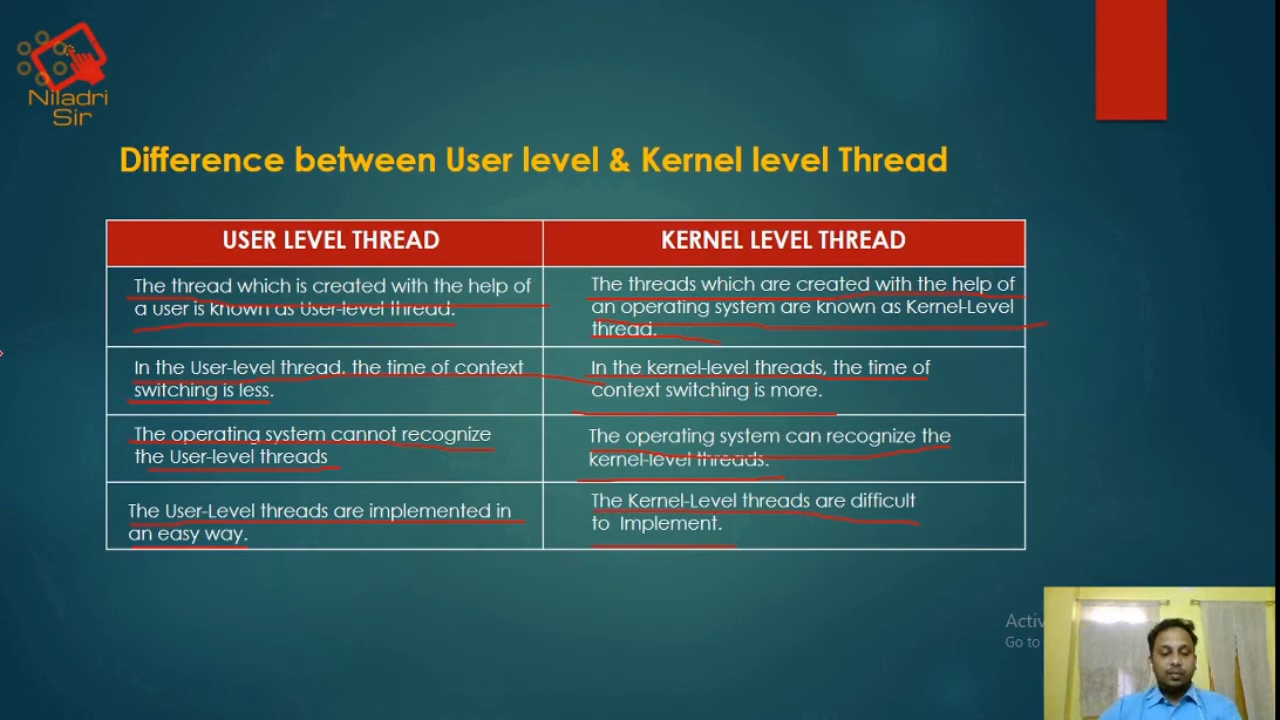 Niladri
Sir
Difference between User level & Kernel level Thread
USER LEVEL THREAD
KERNEL LEVEL THREAD
The thread which is created with the help of
a user is known as User-level thread.
The threads which are created with the help of
an operating system are known as Kernel-Level
thread.
In the User-level thread, the time of context
switching is less.
In the kernel-level threads, the time of
context switching is more.
The operating system cannot recognize
the User-level threads
The operating system can recognize the
kernel-level threads.
The User-Level threads are implemented in
an easy way.
The Kernel-Level threads are difficult
to Implement.
Activ
Go to